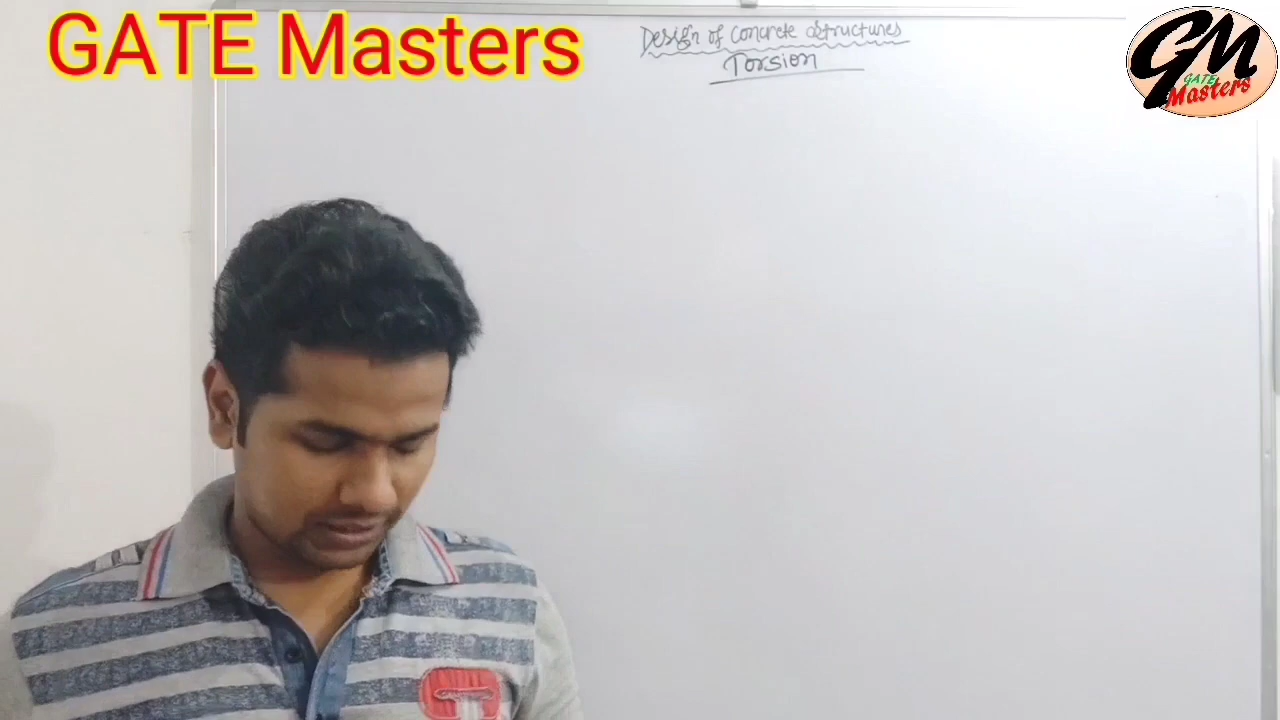 GATE Masters
Design of Concrete Structures
Torsion
GM
GATE
Masters